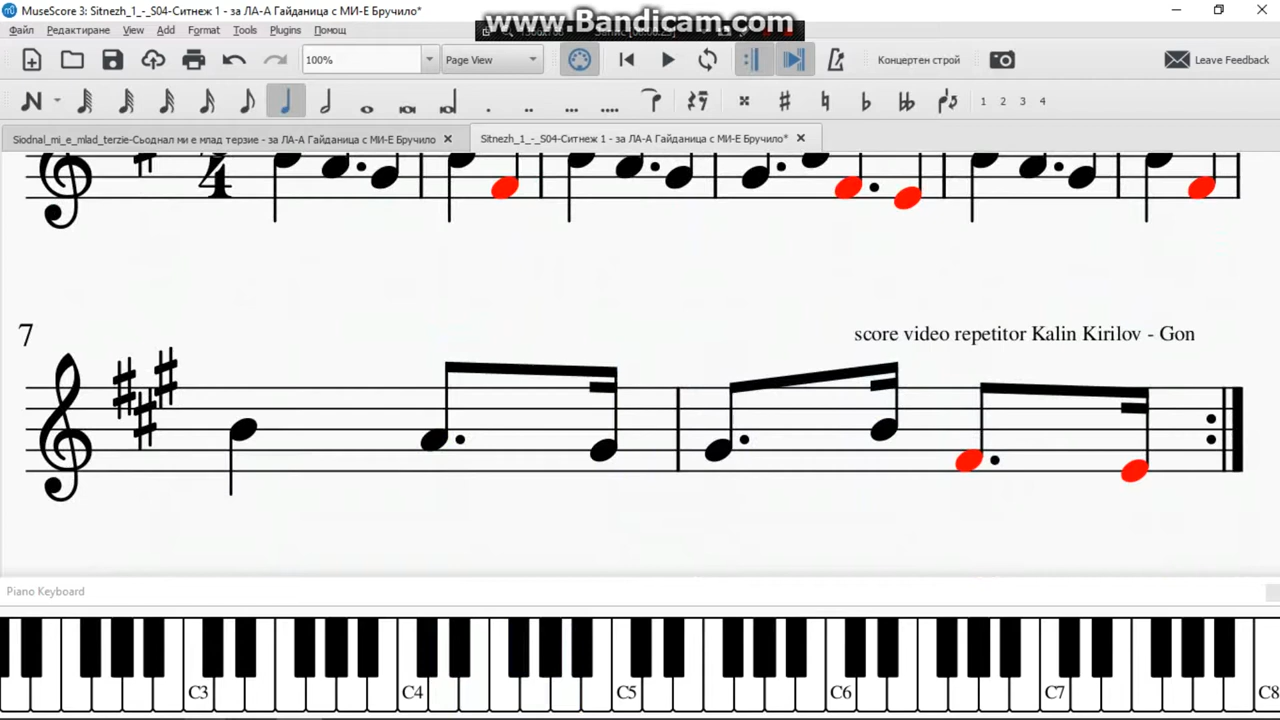 MuseScore 3: Sitnezh_1_-_S04-Ситнеж 1 - за ЛА-А Гайданица с МИ-Е Бручило*
www.Bandicam.com
Файл Редактиране View Add Format Tools Plugins Помощ
100% Page View Концертен строй Leave Feedback
1 2 3 4
Siodnal_mi_e_mlad_terzie-Сьоднал ми е млад терзие - за ЛА-А Гайданица с МИ-Е Бручило
Sitnezh_1_-_S04-Ситнеж 1 - за ЛА-А Гайданица с МИ-Е Бручило*
4
7
score video repetitor Kalin Kirilov - Gon
Piano Keyboard
C3 C4 C5 C6 C7 C8